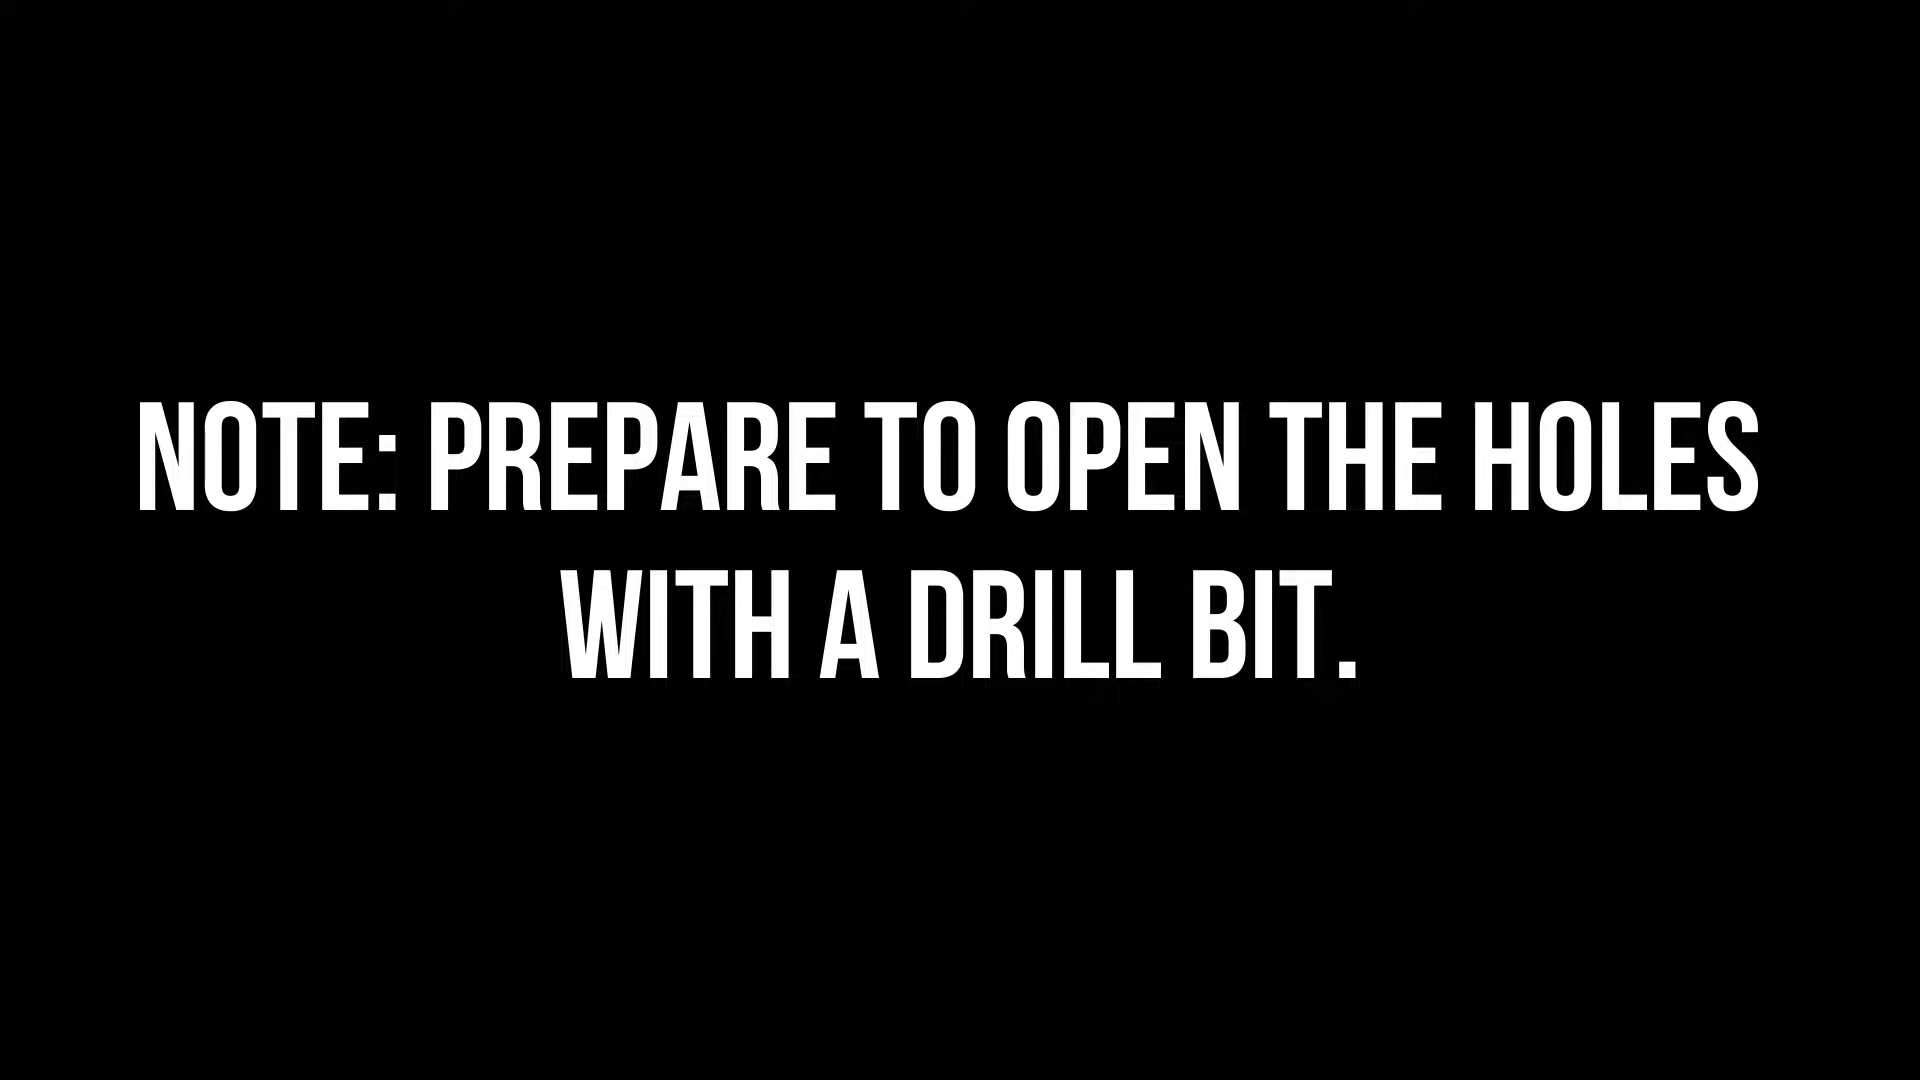 NOTE: PREPARE TO OPEN THE HOLES
WITH A DRILL BIT.